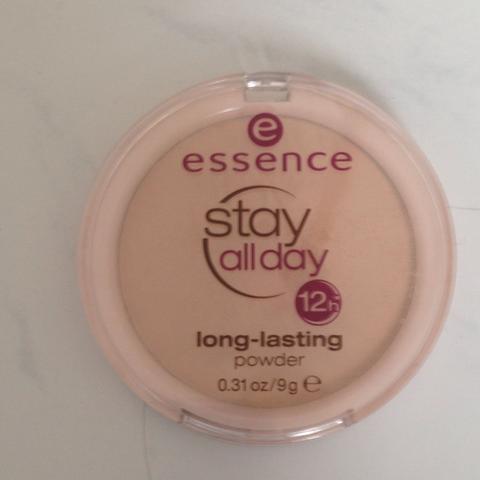 e
essence
stay
all day
12h
long-lasting
powder
0.31 oz/9g ℮